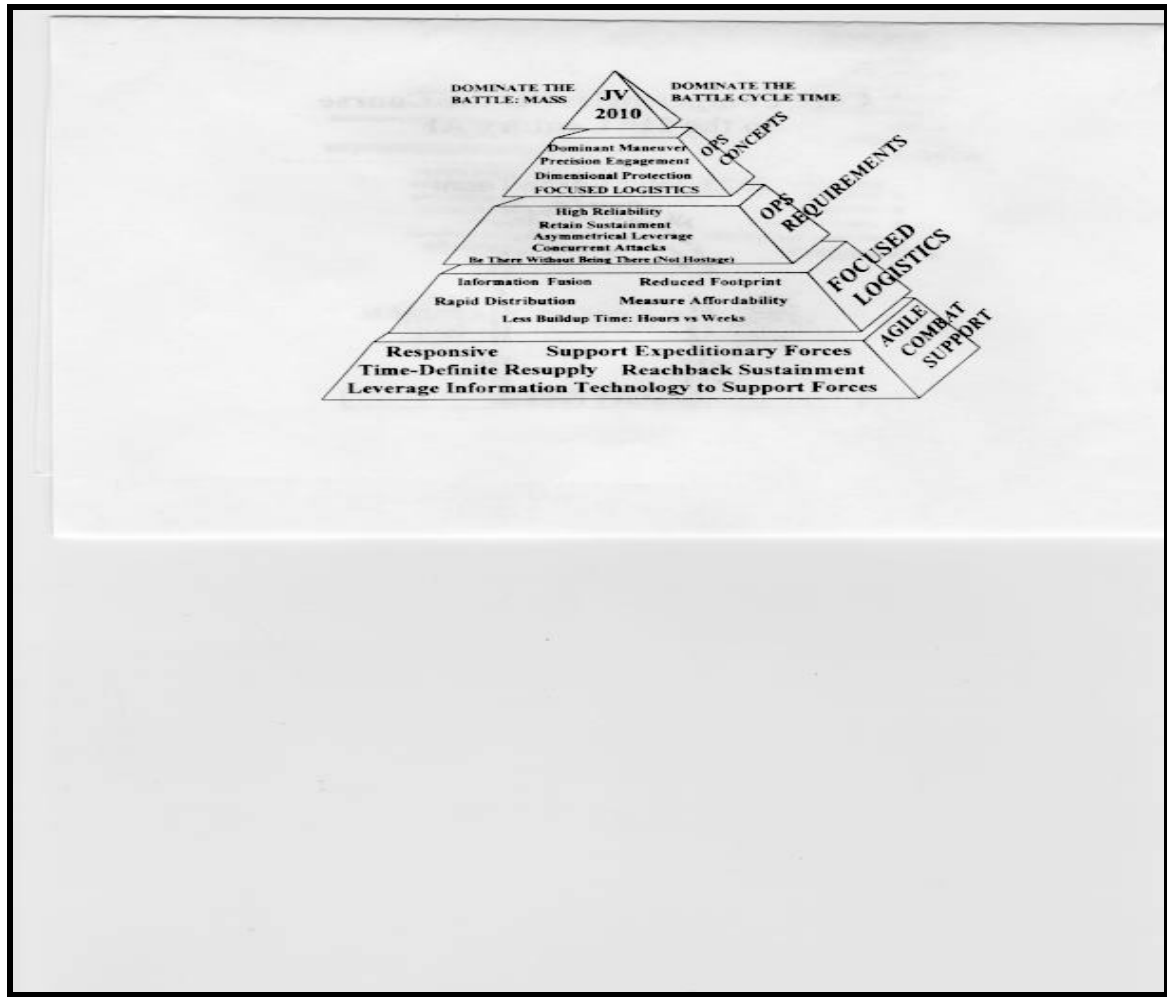 DOMINATE THE
BATTLE: MASS
JV
2010
DOMINATE THE
BATTLE CYCLE TIME
Dominant Maneuver
Precision Engagement
Dimensional Protection
FOCUSED LOGISTICS
OPS
CONCEPTS
High Reliability
Retain Sustainment
Asymmetrical Leverage
Concurrent Attacks
Be There Without Being There (Not Hostage)
OPS
REQUIREMENTS
Information Fusion Reduced Footprint
Rapid Distribution Measure Affordability
Less Buildup Time: Hours vs Weeks
FOCUSED
LOGISTICS
Responsive Support Expeditionary Forces
Time-Definite Resupply Reachback Sustainment
Leverage Information Technology to Support Forces
AGILE
COMBAT
SUPPORT